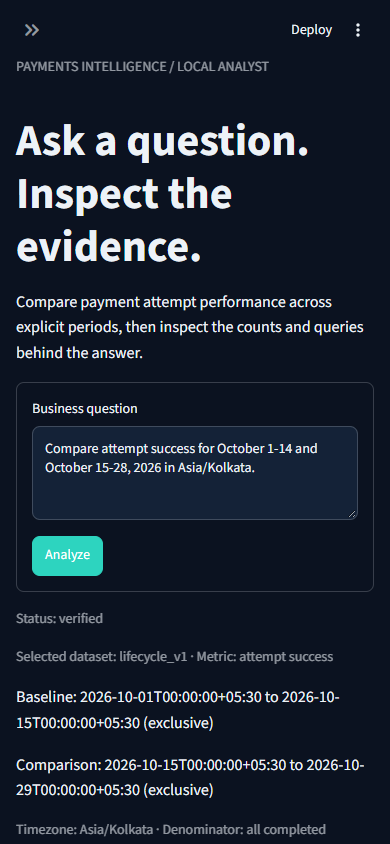 Deploy
PAYMENTS INTELLIGENCE / LOCAL ANALYST
Ask a question.
Inspect the
evidence.
Compare payment attempt performance across
explicit periods, then inspect the counts and queries
behind the answer.
Business question
Compare attempt success for October 1-14 and
October 15-28, 2026 in Asia/Kolkata.
Analyze
Status: verified
Selected dataset: lifecycle_v1 · Metric: attempt success
Baseline: 2026-10-01T00:00:00+05:30 to 2026-10-
15T00:00:00+05:30 (exclusive)
Comparison: 2026-10-15T00:00:00+05:30 to 2026-10-
29T00:00:00+05:30 (exclusive)
Timezone: Asia/Kolkata · Denominator: all completed